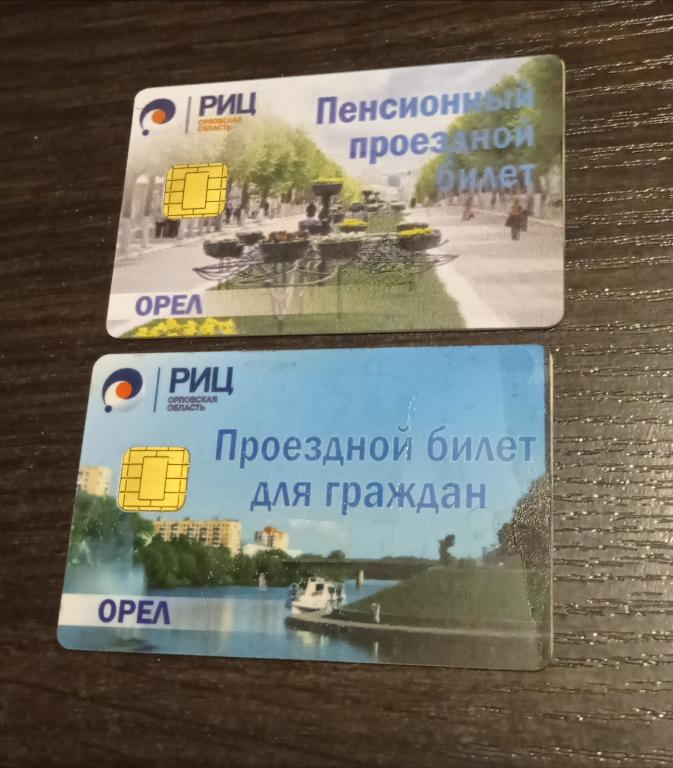 РИЦ
ОРЛОВСКАЯ
ОБЛАСТЬ
Пенсионный
проездной
билет
ОРЕЛ
РИЦ
ОРЛОВСКАЯ
ОБЛАСТЬ
Проездной билет
для граждан
ОРЕЛ